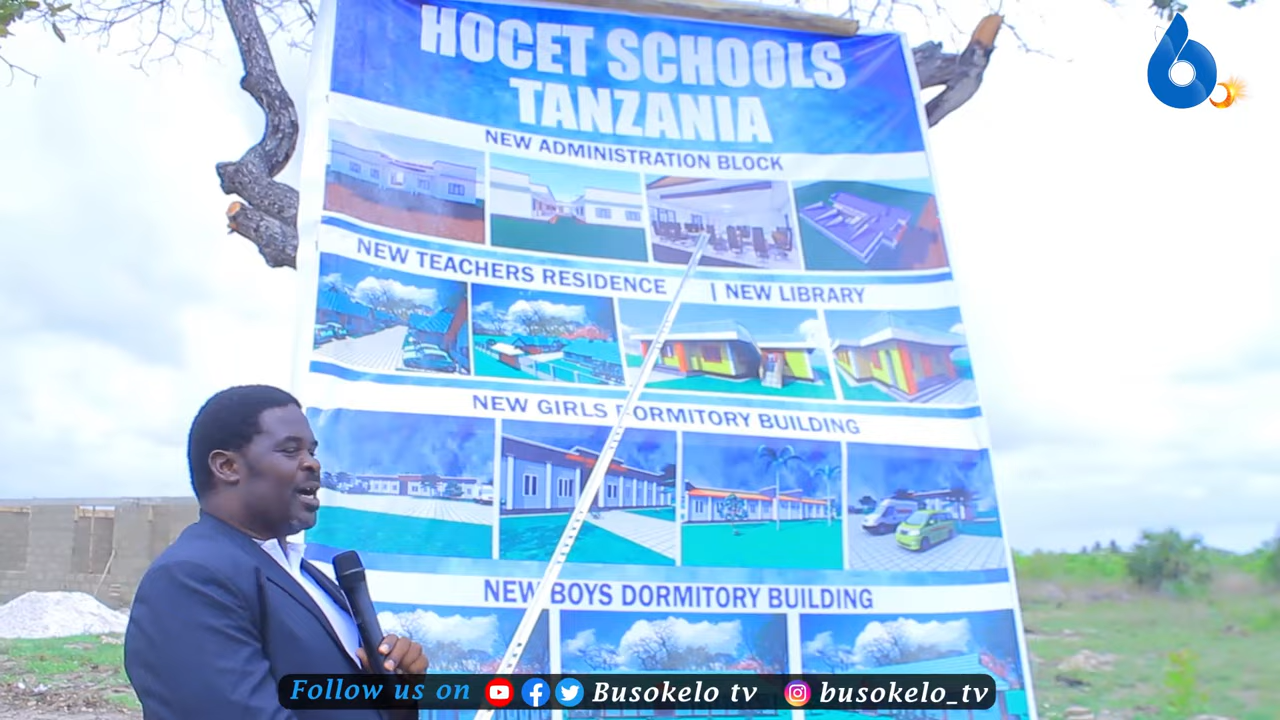 HOCET SCHOOLS
TANZANIA
NEW ADMINISTRATION BLOCK
NEW TEACHERS RESIDENCE | NEW LIBRARY
NEW GIRLS DORMITORY BUILDING
NEW BOYS DORMITORY BUILDING
Follow us on Busokelo tv busokelo_tv